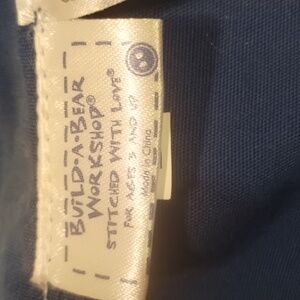 BUILD-A-BEAR
WORKSHOP®
STITCHED WITH LOVE®
FOR AGES 3 AND UP
Made in China